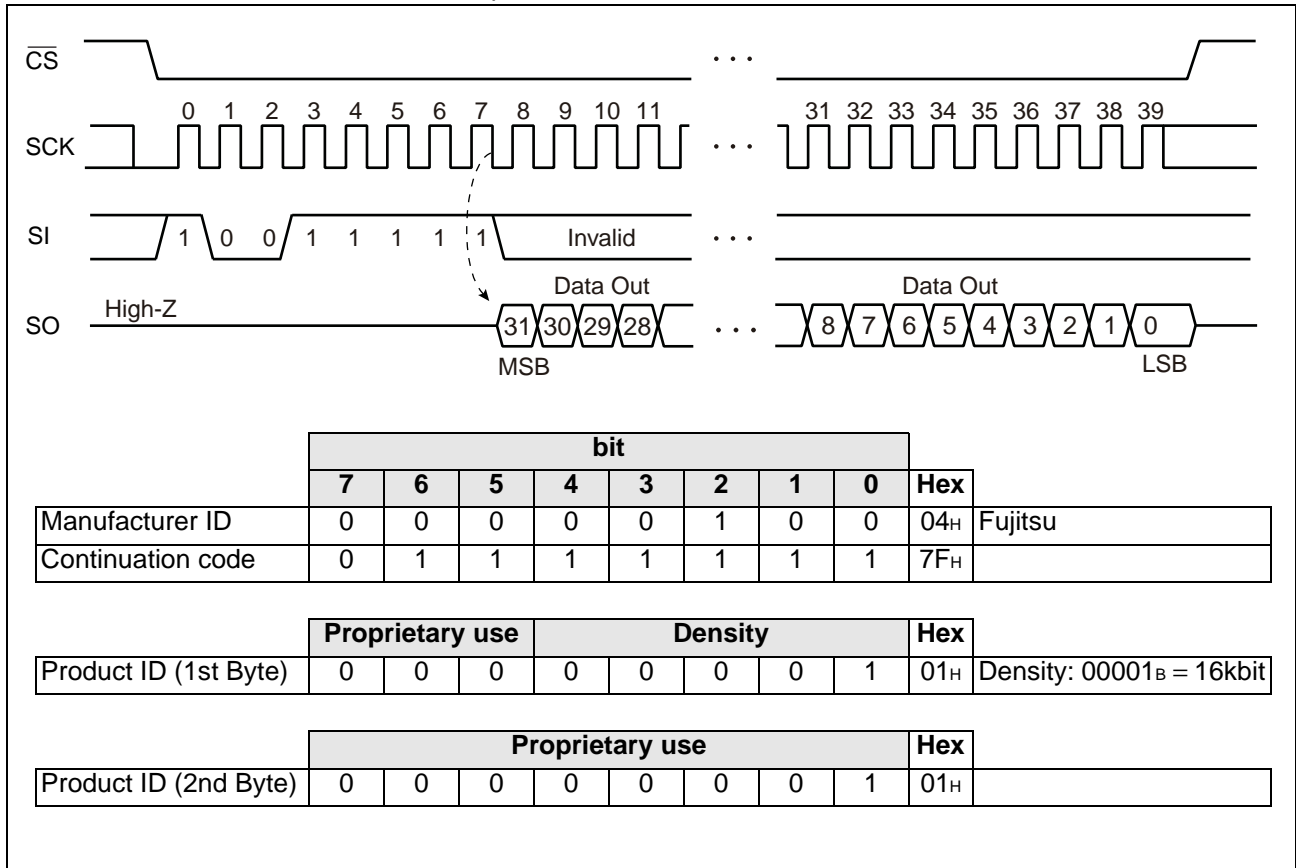 CS
0 1 2 3 4 5 6 7 8 9 10 11 31 32 33 34 35 36 37 38 39
SCK
· · ·
SI 1 0 0 1 1 1 1 1 Invalid · · ·
Data Out Data Out
High-Z
SO 31 30 29 28 · · · 8 7 6 5 4 3 2 1 0
MSB LSB
bit
7 6 5 4 3 2 1 0 Hex
Manufacturer ID 0 0 0 0 0 1 0 0 04H Fujitsu
Continuation code 0 1 1 1 1 1 1 1 7FH
Proprietary use Density Hex
Product ID (1st Byte) 0 0 0 0 0 0 0 1 01H Density: 00001B = 16kbit
Proprietary use Hex
Product ID (2nd Byte) 0 0 0 0 0 0 0 1 01H